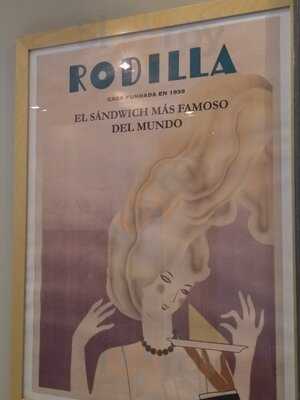 RODILLA
CASA FUNDADA EN 1939
EL SÁNDWICH MÁS FAMOSO
DEL MUNDO